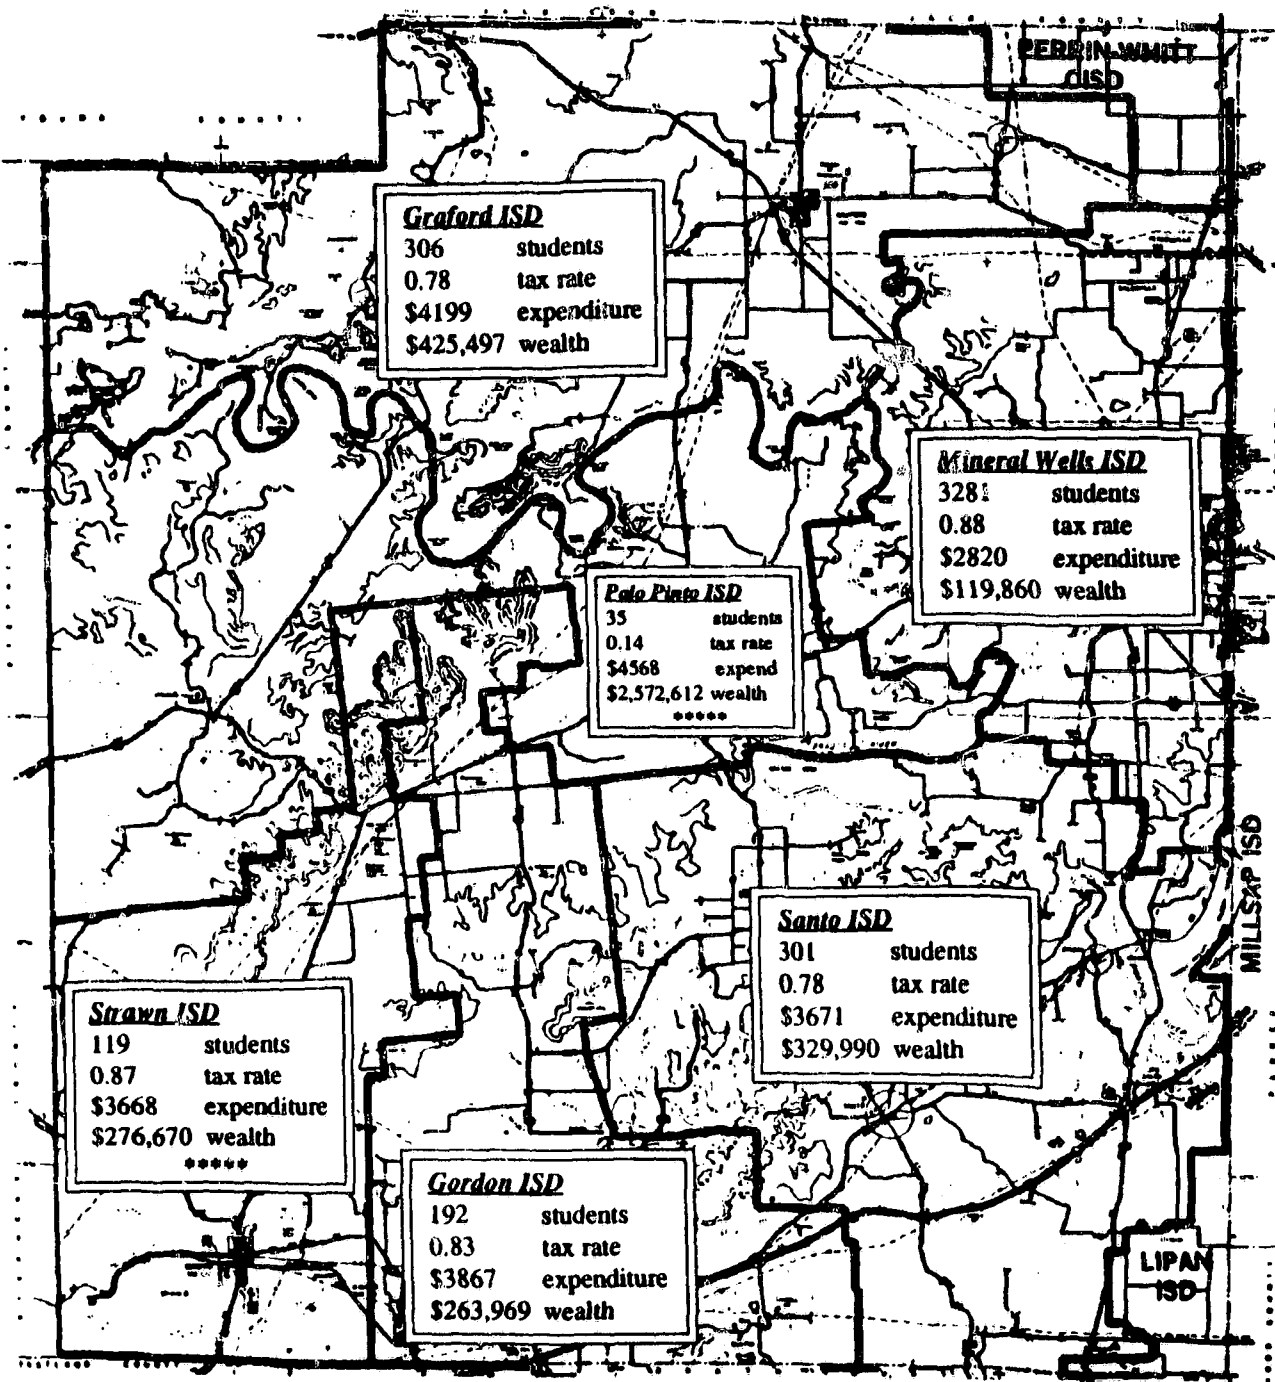 PERRIN-WHITT
CISD
Graford ISD
306 students
0.78 tax rate
$4199 expenditure
$425,497 wealth
Mineral Wells ISD
3281 students
0.88 tax rate
$2820 expenditure
$119,860 wealth
Palo Pinto ISD
35 students
0.14 tax rate
$4568 expend
$2,572,612 wealth
*****
MILLSAP ISD
Santo ISD
301 students
0.78 tax rate
$3671 expenditure
$329,990 wealth
Strawn ISD
119 students
0.87 tax rate
$3668 expenditure
$276,670 wealth
*****
Gordon ISD
192 students
0.83 tax rate
$3867 expenditure
$263,969 wealth
LIPAN
ISD